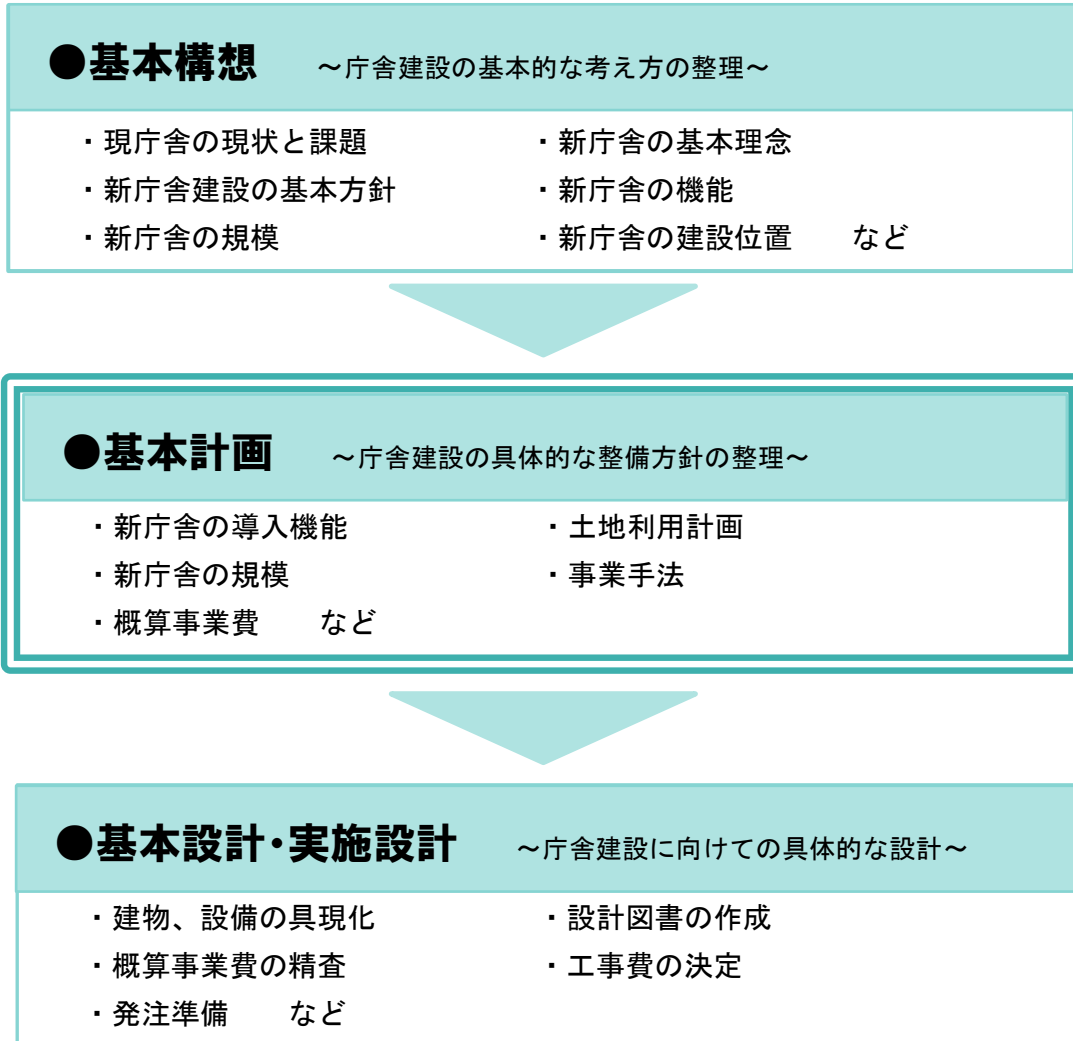 ●基本構想　～庁舎建設の基本的な考え方の整理～
・現庁舎の現状と課題　・新庁舎の基本理念
・新庁舎建設の基本方針　・新庁舎の機能
・新庁舎の規模　・新庁舎の建設位置　など
●基本計画　～庁舎建設の具体的な整備方針の整理～
・新庁舎の導入機能　・土地利用計画
・新庁舎の規模　・事業手法
・概算事業費　など
●基本設計・実施設計　～庁舎建設に向けての具体的な設計～
・建物、設備の具現化　・設計図書の作成
・概算事業費の精査　・工事費の決定
・発注準備　など